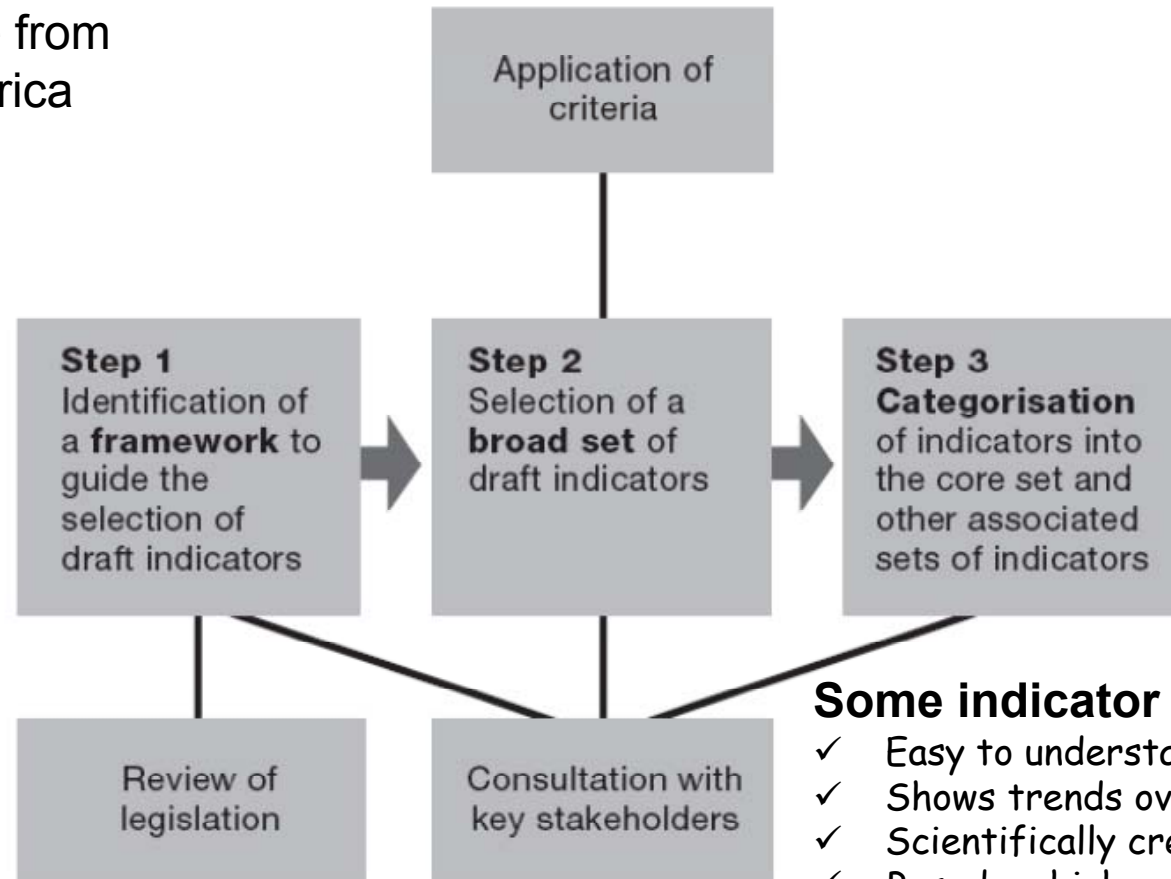 from
rica
Application of
criteria
Step 1
Identification of
a framework to
guide the
selection of
draft indicators
Step 2
Selection of a
broad set of
draft indicators
Step 3
Categorisation
of indicators into
the core set and
other associated
sets of indicators
Review of
legislation
Consultation with
key stakeholders
Some indicator
✓ Easy to understa
✓ Shows trends ov
✓ Scientifically cre